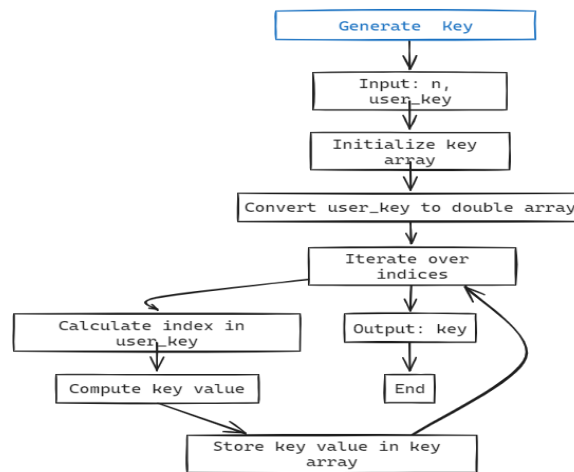 Generate Key
Input: n,
user_key
Initialize key
array
Convert user_key to double array
Iterate over
indices
Calculate index in
user_key
Output: key
Compute key value
End
Store key value in key
array